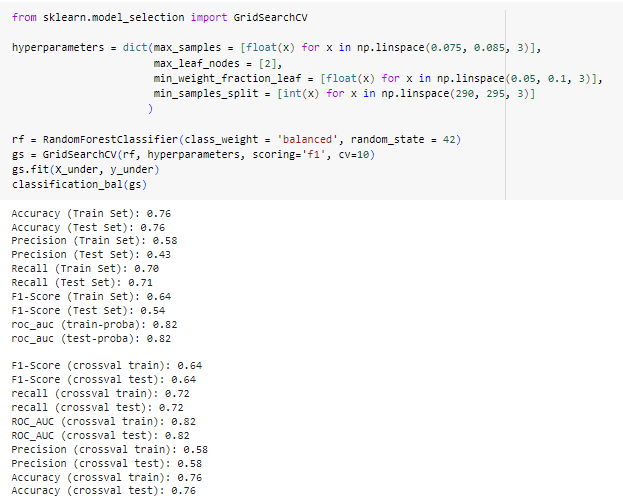 from sklearn.model_selection import GridSearchCV
hyperparameters = dict(max_samples = [float(x) for x in np.linspace(0.075, 0.085, 3)],
max_leaf_nodes = [2],
min_weight_fraction_leaf = [float(x) for x in np.linspace(0.05, 0.1, 3)],
min_samples_split = [int(x) for x in np.linspace(290, 295, 3)]
)
rf = RandomForestClassifier(class_weight = 'balanced', random_state = 42)
gs = GridSearchCV(rf, hyperparameters, scoring='f1', cv=10)
gs.fit(X_under, y_under)
classification_bal(gs)
Accuracy (Train Set): 0.76
Accuracy (Test Set): 0.76
Precision (Train Set): 0.58
Precision (Test Set): 0.43
Recall (Train Set): 0.70
Recall (Test Set): 0.71
F1-Score (Train Set): 0.64
F1-Score (Test Set): 0.54
roc_auc (train-proba): 0.82
roc_auc (test-proba): 0.82
F1-Score (crossval train): 0.64
F1-Score (crossval test): 0.64
recall (crossval train): 0.72
recall (crossval test): 0.72
ROC_AUC (crossval train): 0.82
ROC_AUC (crossval test): 0.82
Precision (crossval train): 0.58
Precision (crossval test): 0.58
Accuracy (crossval train): 0.76
Accuracy (crossval test): 0.76